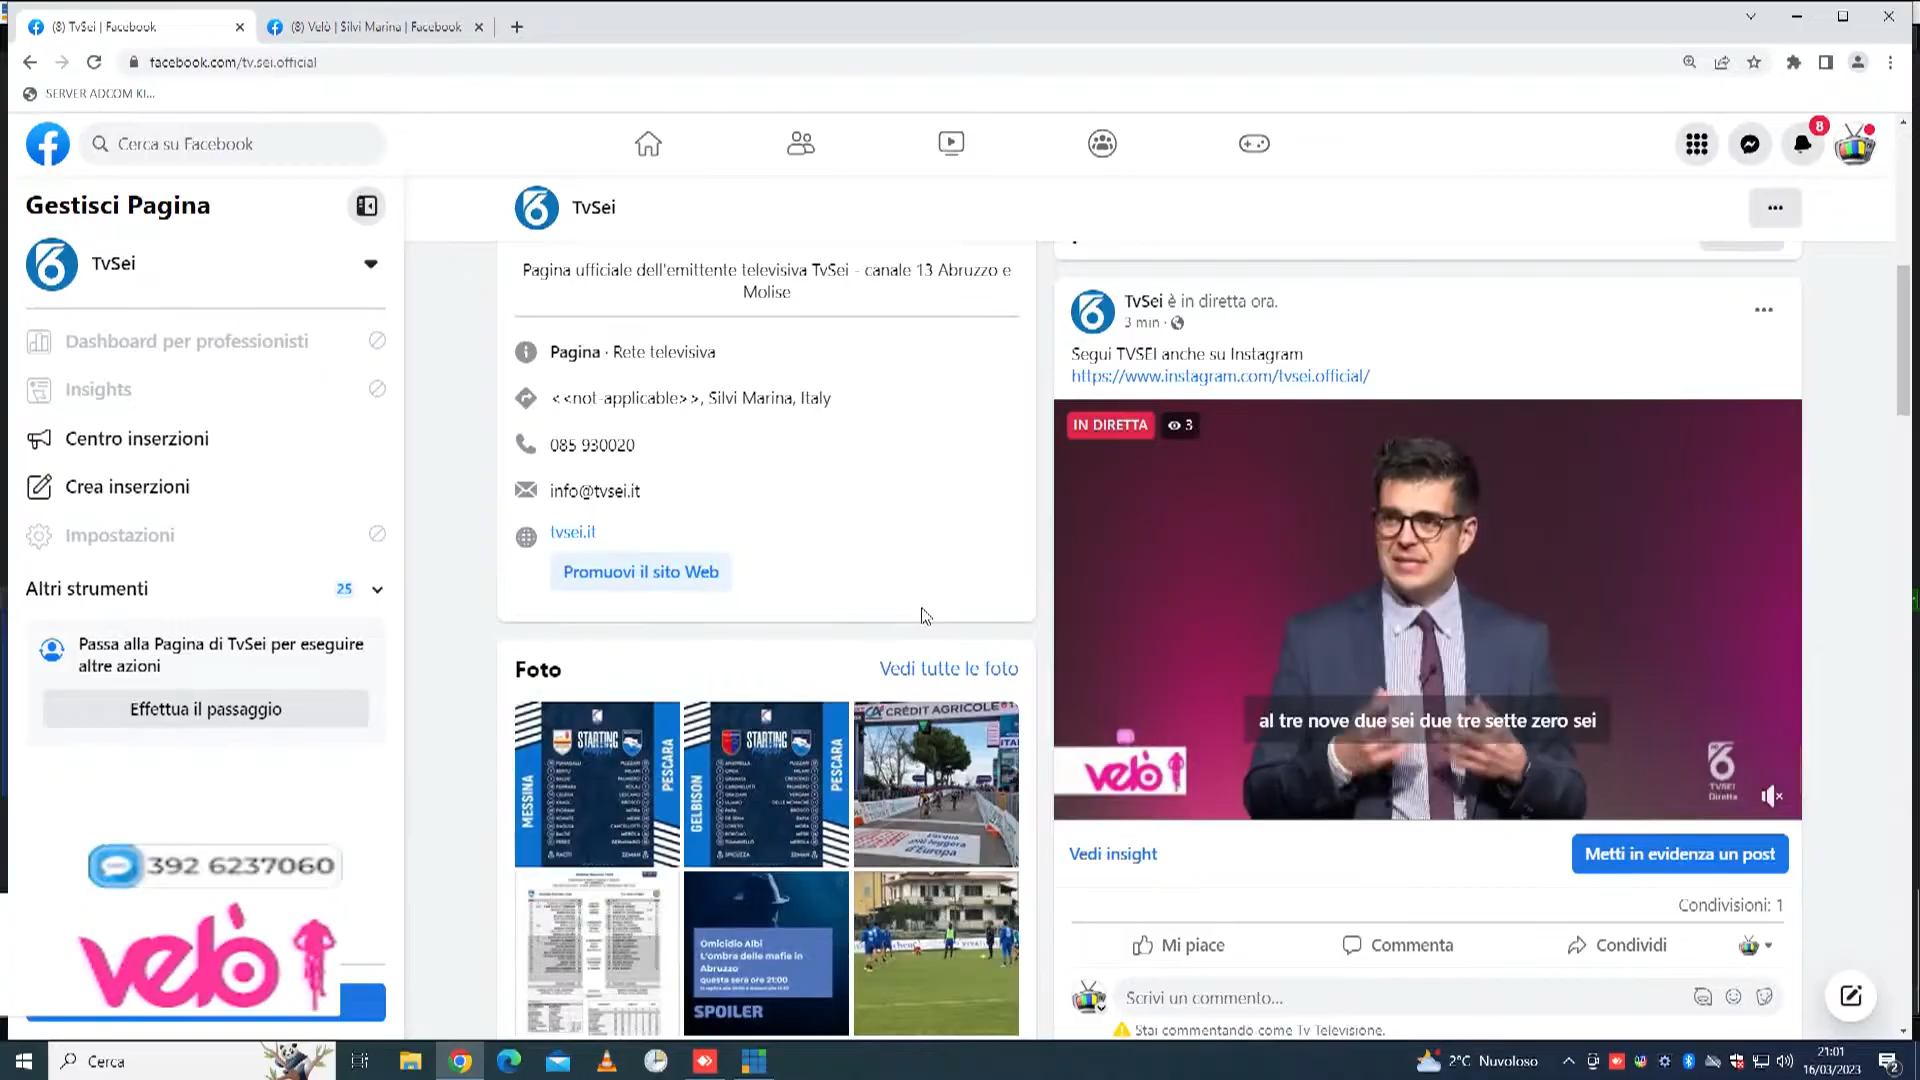 (8) TvSei | Facebook
(8) Velò | Silvi Marina | Facebook
facebook.com/tv.sei.official
SERVER ADCOM KI...
Cerca su Facebook
8
Gestisci Pagina
TvSei
Dashboard per professionisti
Insights
Centro inserzioni
Crea inserzioni
Impostazioni
Altri strumenti
25
Passa alla Pagina di TvSei per eseguire
altre azioni
Effettua il passaggio
392 6237060
velò
TvSei
Pagina ufficiale dell'emittente televisiva TvSei - canale 13 Abruzzo e
Molise
Pagina · Rete televisiva
<<not-applicable>>, Silvi Marina, Italy
085 930020
info@tvsei.it
tvsei.it
Promuovi il sito Web
Foto
Vedi tutte le foto
STARTING
MESSINA
PESCARA
STARTING
GELBISON
PESCARA
CRÉDIT AGRICOLE
d'Europa
Omicidio Albi
L'ombra delle mafie in
Abruzzo
questa sera ore 21:00
SPOILER
TvSei è in diretta ora.
3 min ·
Segui TVSEI anche su Instagram
https://www.instagram.com/tvsei.official/
IN DIRETTA
3
al tre nove due sei due tre sette zero sei
velò
TVSEI
Diretta
Vedi insight
Metti in evidenza un post
Condivisioni: 1
Mi piace
Commenta
Condividi
Scrivi un commento...
Stai commentando come Tv Televisione.
Cerca
2°C Nuvoloso
21:01
16/03/2023
2